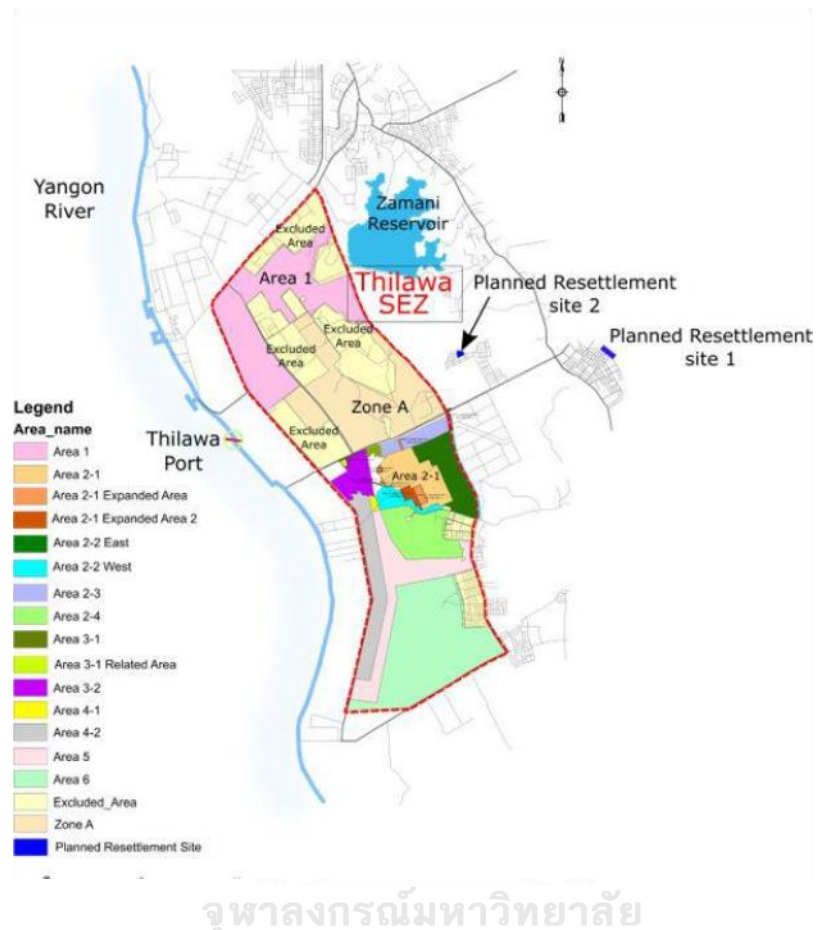 N
Yangon
River
Zamani
Reservoir
Excluded
Area
Area 1
Thilawa
SEZ
Planned Resettlement
site 2
Planned Resettlement
site 1
Excluded
Area
Excluded
Area
Zone A
Excluded
Area
Thilawa
Port
Area 2-1
Legend
Area_name
Area 1
Area 2-1
Area 2-1 Expanded Area
Area 2-1 Expanded Area 2
Area 2-2 East
Area 2-2 West
Area 2-3
Area 2-4
Area 3-1
Area 3-1 Related Area
Area 3-2
Area 4-1
Area 4-2
Area 5
Area 6
Excluded_Area
Zone A
Planned Resettlement Site
จุฬาลงกรณ์มหาวิทยาลัย